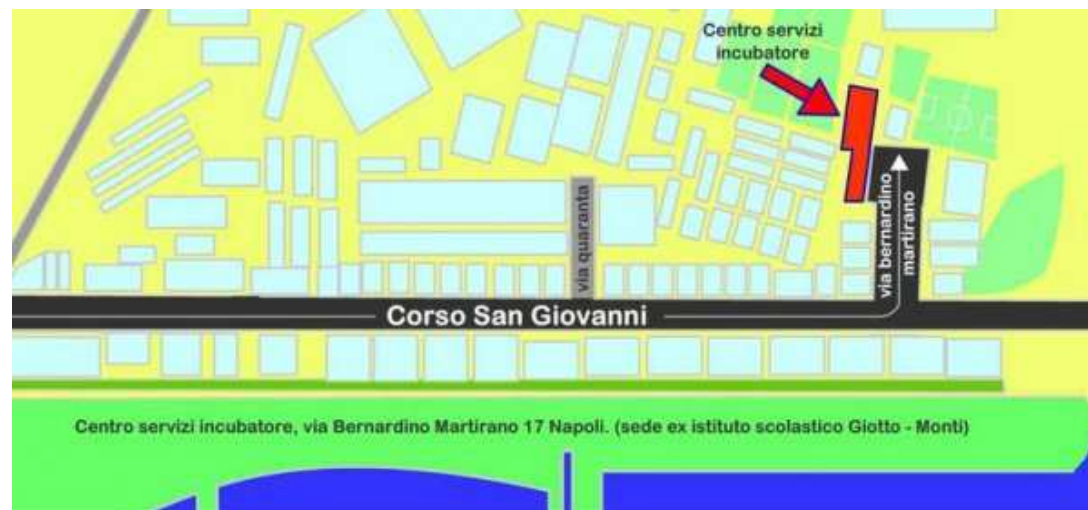 Centro servizi
incubatore
via quaranta
via bernardino
martirano
Corso San Giovanni
Centro servizi incubatore, via Bernardino Martirano 17 Napoli. (sede ex istituto scolastico Giotto - Monti)